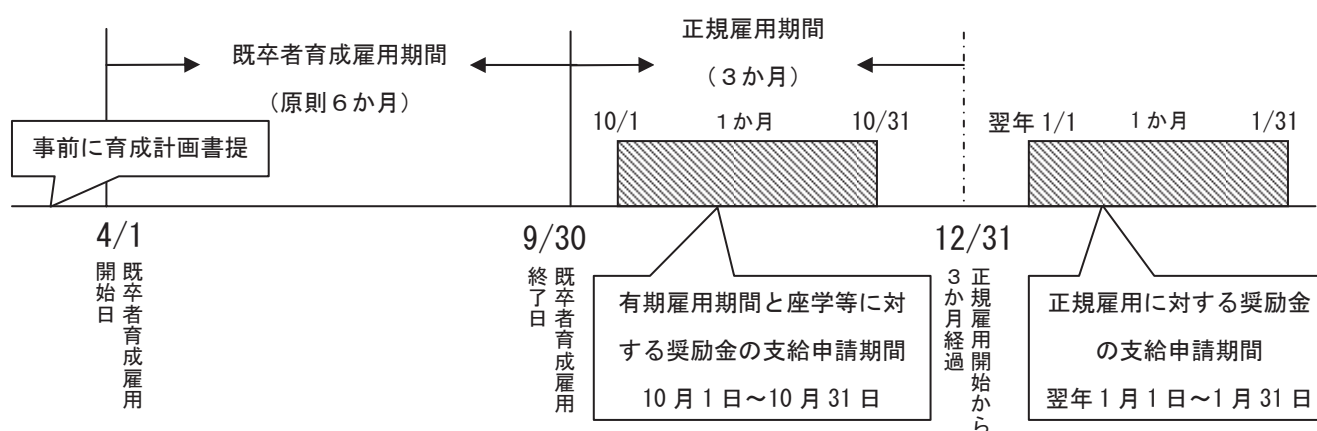 既卒者育成雇用期間
（原則６か月）
正規雇用期間
（３か月）
事前に育成計画書提
10/1
１か月
10/31
翌年 1/1
１か月
1/31
4/1
既卒者育成雇用
開始日
9/30
既卒者育成雇用
終了日
有期雇用期間と座学等に対
する奨励金の支給申請期間
10 月 1 日～10 月 31 日
12/31
正規雇用開始から
３か月経過
正規雇用に対する奨励金
の支給申請期間
翌年 1 月 1 日～1 月 31 日